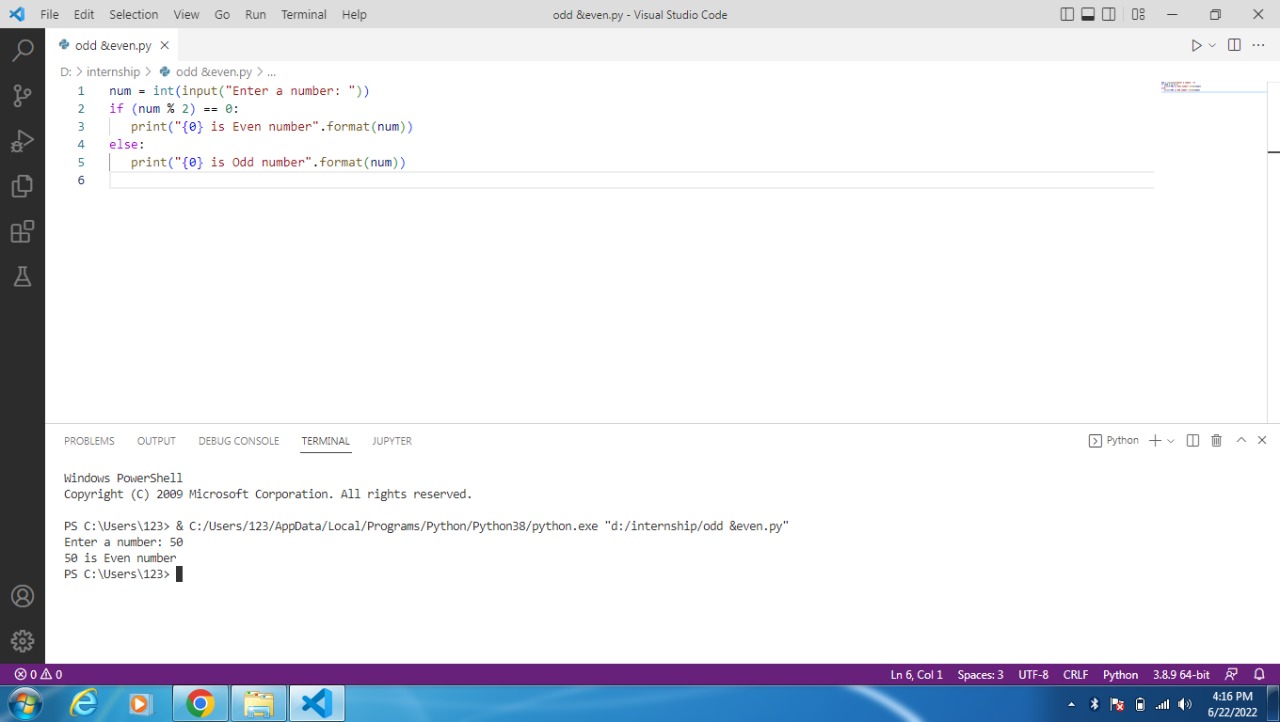 File Edit Selection View Go Run Terminal Help odd &even.py - Visual Studio Code
odd &even.py
D: > internship > odd &even.py > ...
1 num = int(input("Enter a number: "))
2 if (num % 2) == 0:
3 print("{0} is Even number".format(num))
4 else:
5 print("{0} is Odd number".format(num))
6
PROBLEMS OUTPUT DEBUG CONSOLE TERMINAL JUPYTER Python
Windows PowerShell
Copyright (C) 2009 Microsoft Corporation. All rights reserved.
PS C:\Users\123> & C:/Users/123/AppData/Local/Programs/Python/Python38/python.exe "d:/internship/odd &even.py"
Enter a number: 50
50 is Even number
PS C:\Users\123>
0 0 Ln 6, Col 1 Spaces: 3 UTF-8 CRLF Python 3.8.9 64-bit
4:16 PM
6/22/2022